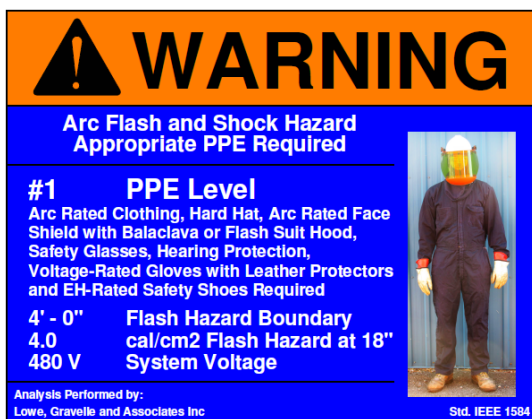 WARNING
Arc Flash and Shock Hazard
Appropriate PPE Required
#1 PPE Level
Arc Rated Clothing, Hard Hat, Arc Rated Face
Shield with Balaclava or Flash Suit Hood,
Safety Glasses, Hearing Protection,
Voltage-Rated Gloves with Leather Protectors
and EH-Rated Safety Shoes Required
4' - 0" Flash Hazard Boundary
4.0 cal/cm2 Flash Hazard at 18"
480 V System Voltage
Analysis Performed by:
Lowe, Gravelle and Associates Inc Std. IEEE 1584